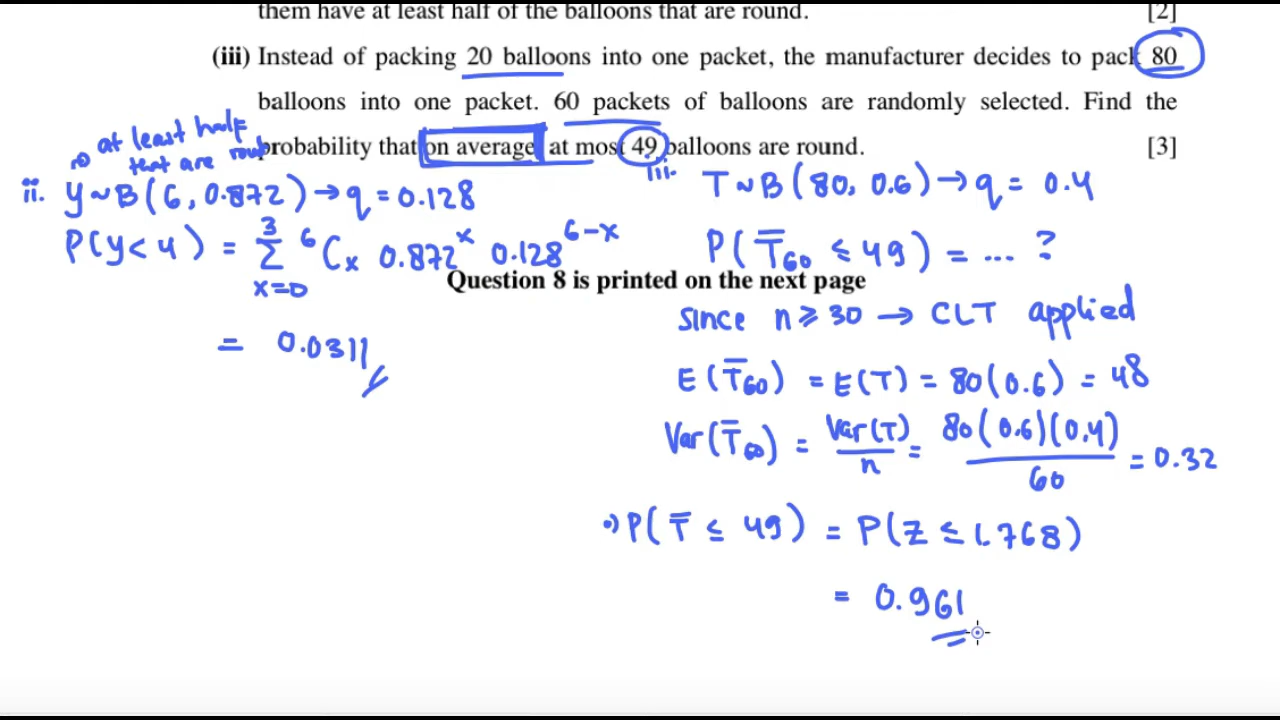 them have at least half of the balloons that are round. [2]
(iii) Instead of packing 20 balloons into one packet, the manufacturer decides to pack 80
balloons into one packet. 60 packets of balloons are randomly selected. Find the
probability that on average at most 49 balloons are round. [3]
at least half
that are round
ii. Y~B(6, 0.872) → q = 0.128
P(Y<4) = Σ x=0 3 ⁶Cₓ 0.872ˣ 0.128⁶⁻ˣ
= 0.0311
iii. T~B(80, 0.6) → q = 0.4
P(T̄₆₀ ≤ 49) = ... ?
Question 8 is printed on the next page
since n ≥ 30 → CLT applied
E(T̄₆₀) = E(T) = 80(0.6) = 48
Var(T̄₆₀) = Var(T)/n = 80(0.6)(0.4)/60 = 0.32
P(T̄ ≤ 49) = P(Z ≤ 1.768)
= 0.961